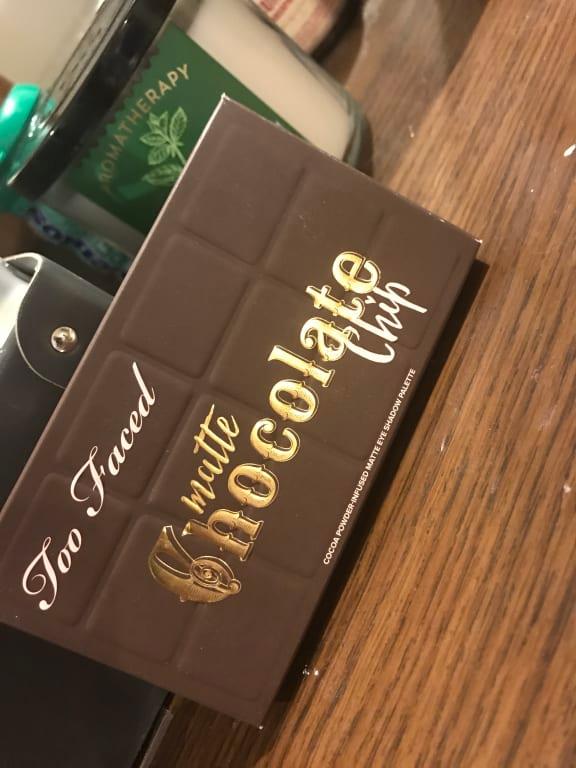 AROMATHERAPY
Too Faced
matte
Chocolate
Chip
COCOA POWDER-INFUSED MATTE EYE SHADOW PALETTE